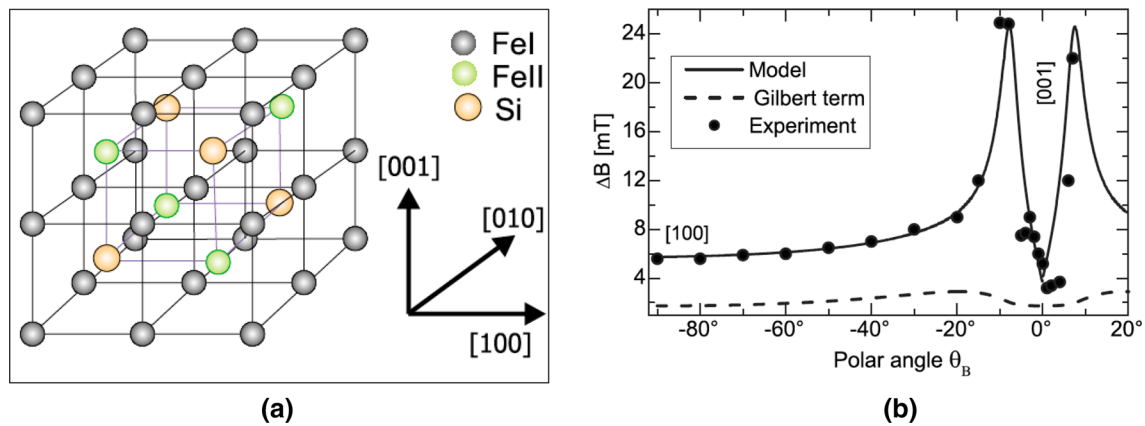 FeI
FeII
Si
[001]
[010]
[100]
(a)
24
20
16
12
8
4
ΔB [mT]
Model
Gilbert term
Experiment
[001]
[100]
-80° -60° -40° -20° 0° 20°
Polar angle θB
(b)